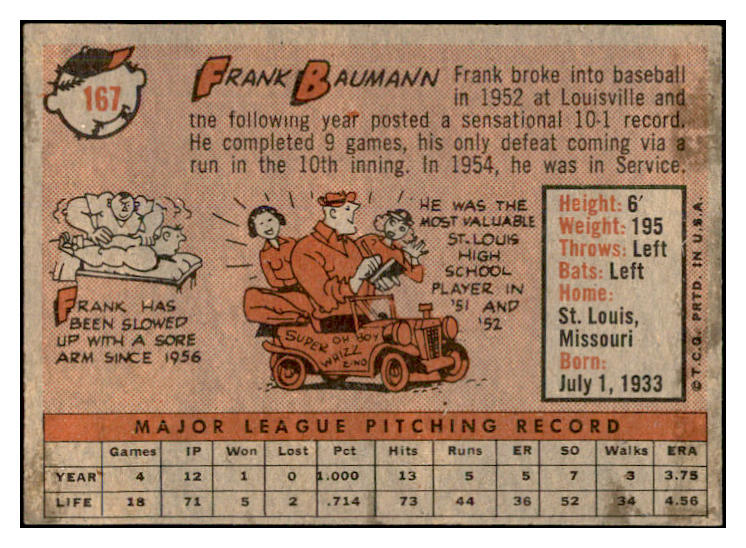 167
FRANK BAUMANN
Frank broke into baseball
in 1952 at Louisville and
the following year posted a sensational 10-1 record.
He completed 9 games, his only defeat coming via a
run in the 10th inning. In 1954, he was in Service.
FRANK HAS
BEEN SLOWED
UP WITH A SORE
ARM SINCE 1956
HE WAS THE
MOST VALUABLE
ST. LOUIS
HIGH
SCHOOL
PLAYER IN
'51 AND
'52
SUPER OH BOY
WHIZZ
2-ND
Height: 6'
Weight: 195
Throws: Left
Bats: Left
Home:
St. Louis,
Missouri
Born:
July 1, 1933
© T.C.G. PRTD. IN U.S.A.
MAJOR LEAGUE PITCHING RECORD
Games IP Won Lost Pct Hits Runs ER SO Walks ERA
YEAR 4 12 1 0 1.000 13 5 5 7 3 3.75
LIFE 18 71 5 2 .714 73 44 36 52 34 4.56